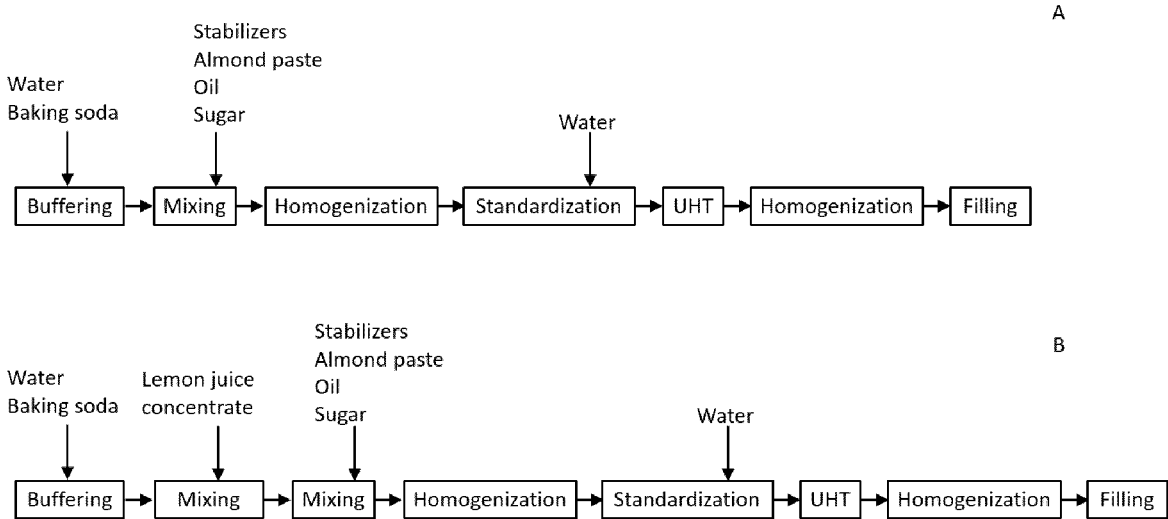 A
Stabilizers
Almond paste
Oil
Sugar
Water
Baking soda
Water
Buffering
Mixing
Homogenization
Standardization
UHT
Homogenization
Filling
B
Stabilizers
Almond paste
Oil
Sugar
Water
Baking soda
Lemon juice
concentrate
Water
Buffering
Mixing
Mixing
Homogenization
Standardization
UHT
Homogenization
Filling